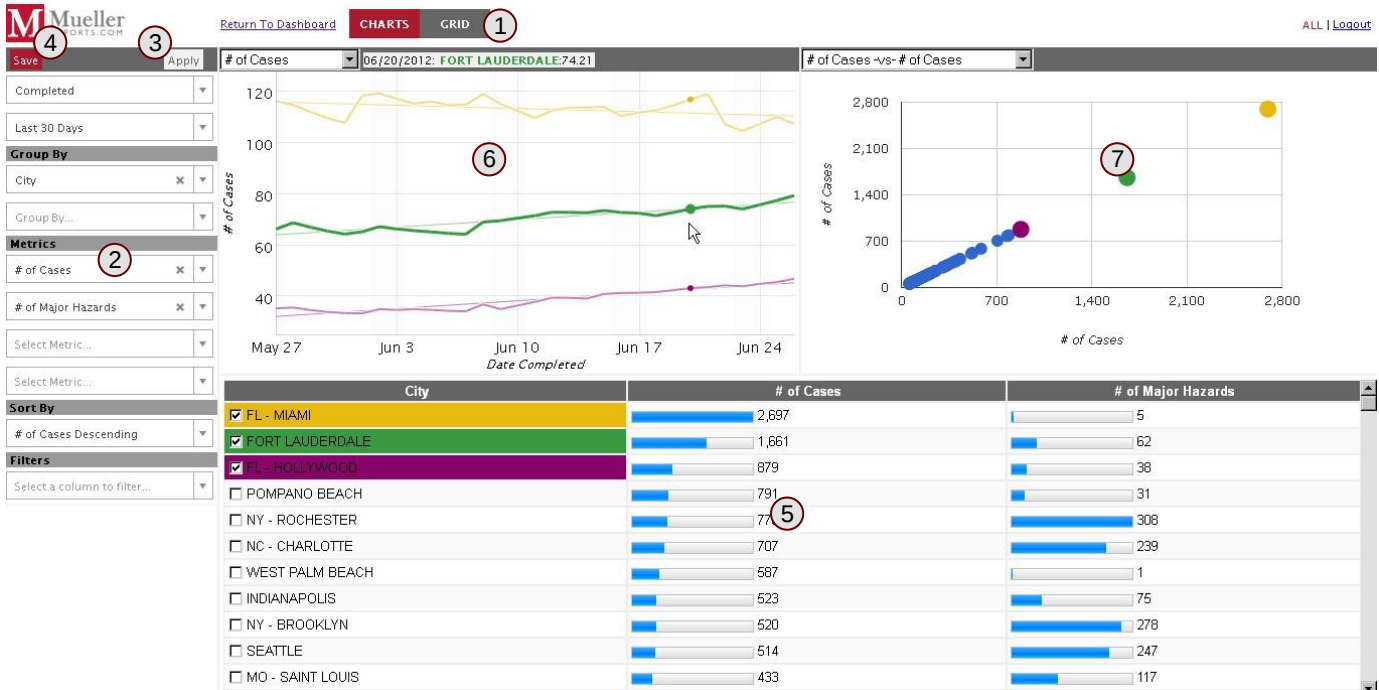 M Mueller
REPORTS.COM
Return To Dashboard
CHARTS GRID 1
ALL | Logout
4 3
Save Apply
# of Cases 06/20/2012: FORT LAUDERDALE:74.21
# of Cases -vs- # of Cases
Completed
Last 30 Days
Group By
City
Group By...
Metrics
2
# of Cases
# of Major Hazards
Select Metric...
Select Metric...
Sort By
# of Cases Descending
Filters
Select a column to filter...
120
100
80
60
40
# of Cases
6
May 27 Jun 3 Jun 10 Jun 17 Jun 24
Date Completed
2,800
2,100
1,400
700
0
# of Cases
7
0 700 1,400 2,100 2,800
# of Cases
City # of Cases # of Major Hazards
FL - MIAMI 2,697 5
FORT LAUDERDALE 1,661 62
FL - HOLLYWOOD 879 38
POMPANO BEACH 791 31
NY - ROCHESTER 5 308
NC - CHARLOTTE 707 239
WEST PALM BEACH 587 1
INDIANAPOLIS 523 75
NY - BROOKLYN 520 278
SEATTLE 514 247
MO - SAINT LOUIS 433 117